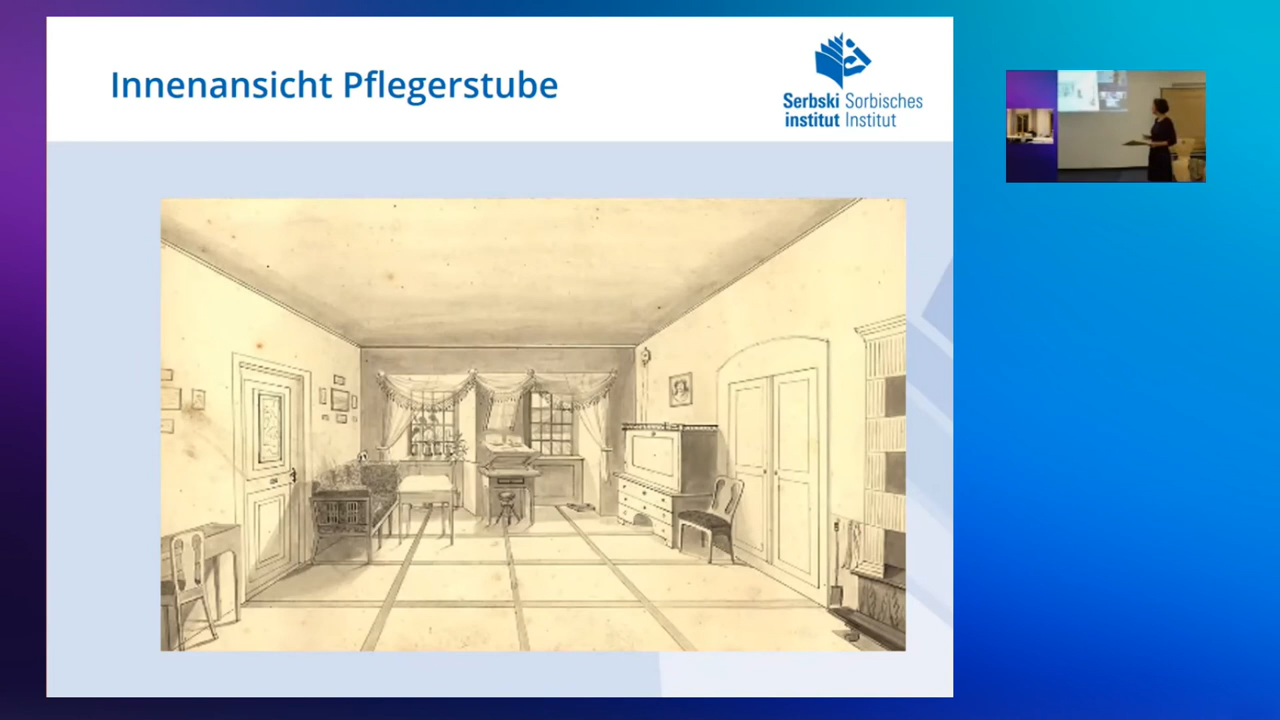 Innenansicht Pflegerstube
Serbski Sorbisches
institut Institut